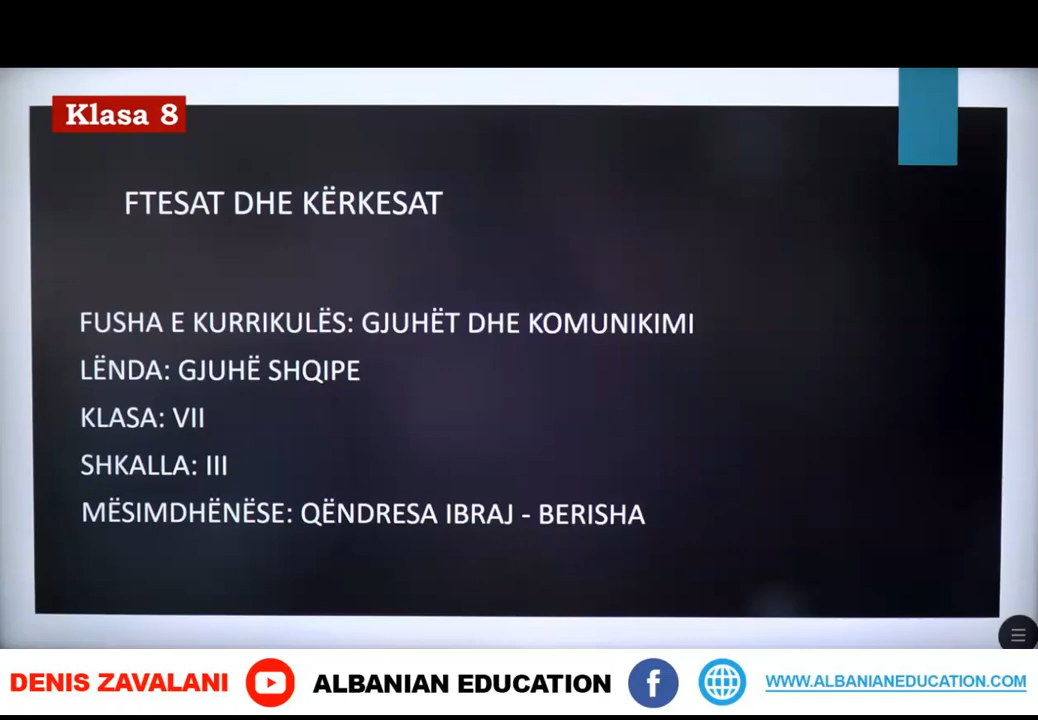 Klasa 8
FTESAT DHE KËRKESAT
FUSHA E KURRIKULËS: GJUHËT DHE KOMUNIKIMI
LËNDA: GJUHË SHQIPE
KLASA: VII
SHKALLA: III
MËSIMDHËNËSE: QËNDRESA IBRAJ - BERISHA
DENIS ZAVALANI ALBANIAN EDUCATION f WWW.ALBANIANEDUCATION.COM